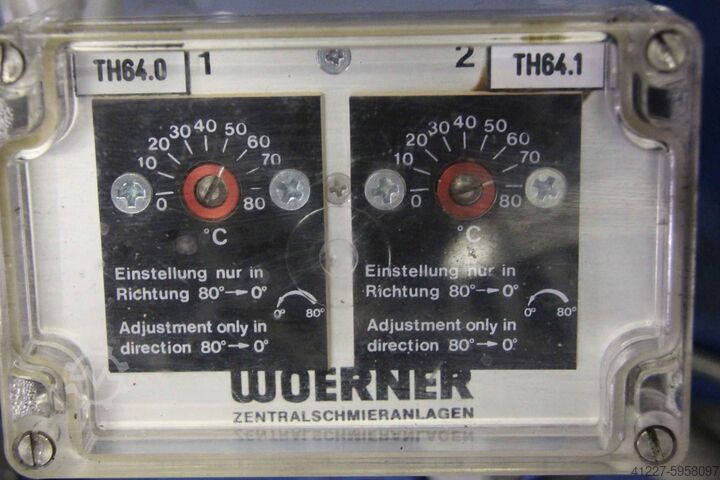 TH64.0 1 2 TH64.1
0 10 20 30 40 50 60 70 80
°C
Einstellung nur in
Richtung 80°→0°
0° 80°
Adjustment only in
direction 80°→0°
0 10 20 30 40 50 60 70 80
°C
Einstellung nur in
Richtung 80°→0°
0° 80°
Adjustment only in
direction 80°→0°
WOERNER
ZENTRALSCHMIERANLAGEN
41227-5958097